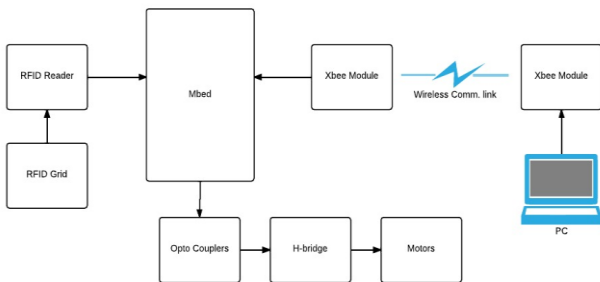 RFID Reader
Mbed
Xbee Module
Wireless Comm. link
Xbee Module
RFID Grid
PC
Opto Couplers
H-bridge
Motors